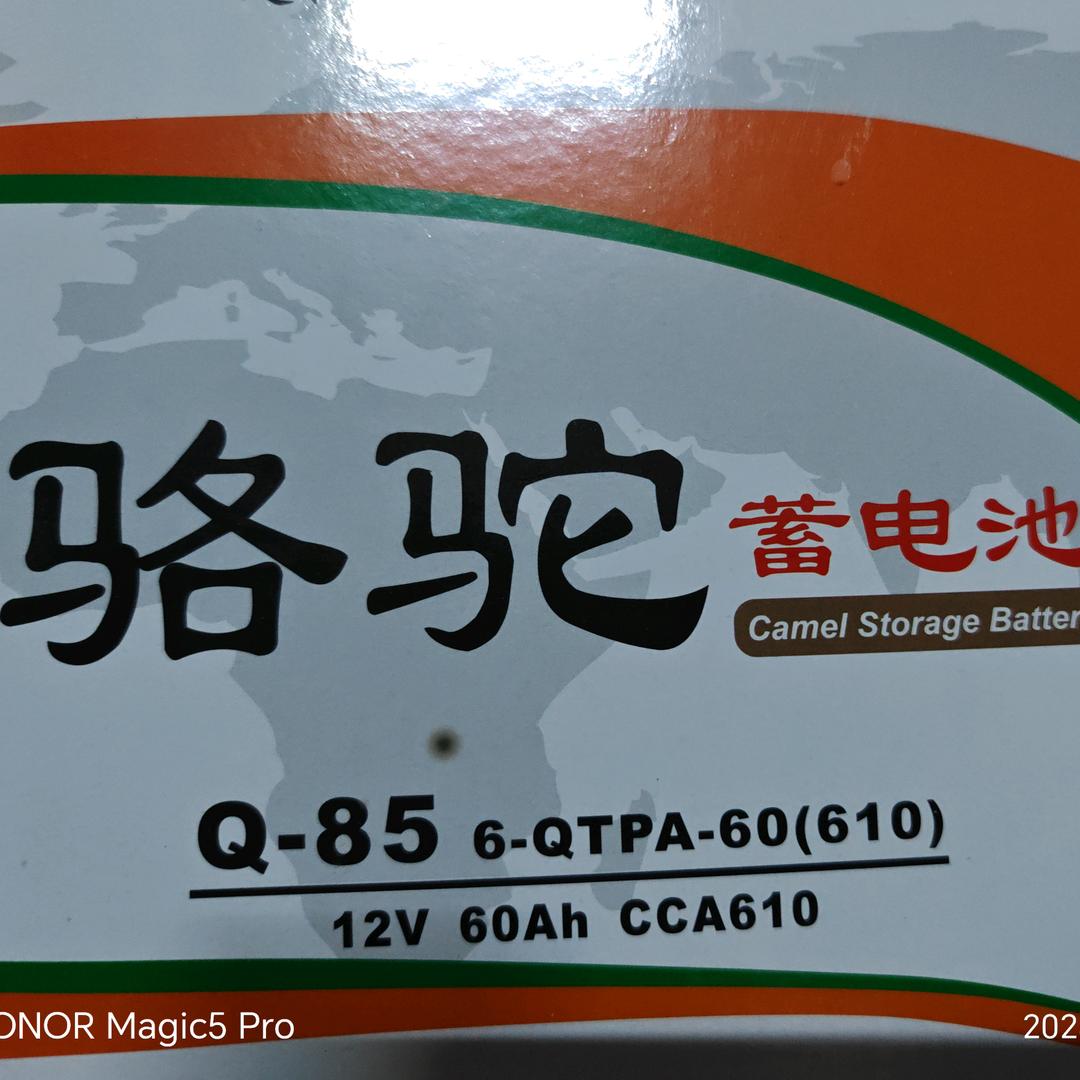 骆驼 蓄电池
Camel Storage Batter
Q-85 6-QTPA-60(610)
12V 60Ah CCA610
ONOR Magic5 Pro
202